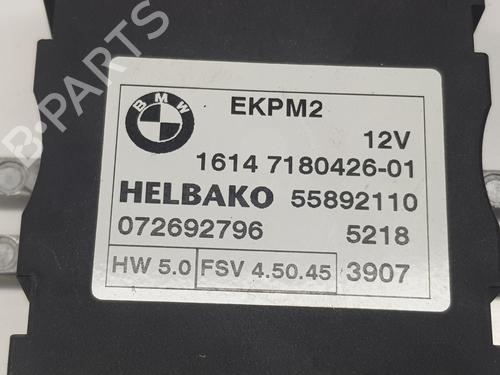 BMW
EKPM2
12V
1614 7180426-01
HELBAKO 55892110
072692796 5218
HW 5.0 FSV 4.50.45 3907
B-PARTS